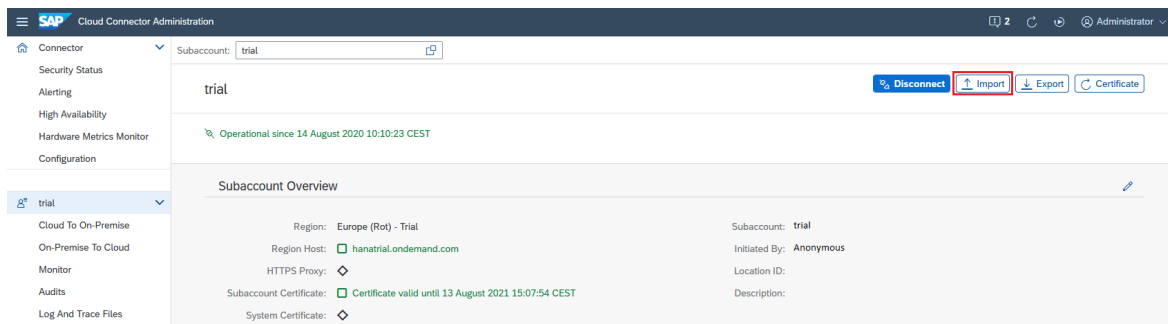 SAP Cloud Connector Administration 2 Administrator
Connector
Subaccount: trial
Security Status
Alerting
High Availability
Hardware Metrics Monitor
Configuration
trial
Cloud To On-Premise
On-Premise To Cloud
Monitor
Audits
Log And Trace Files
trial
Disconnect Import Export Certificate
Operational since 14 August 2020 10:10:23 CEST
Subaccount Overview
Region: Europe (Rot) - Trial
Region Host: hanatrial.ondemand.com
HTTPS Proxy:
Subaccount Certificate: Certificate valid until 13 August 2021 15:07:54 CEST
System Certificate:
Subaccount: trial
Initiated By: Anonymous
Location ID:
Description: